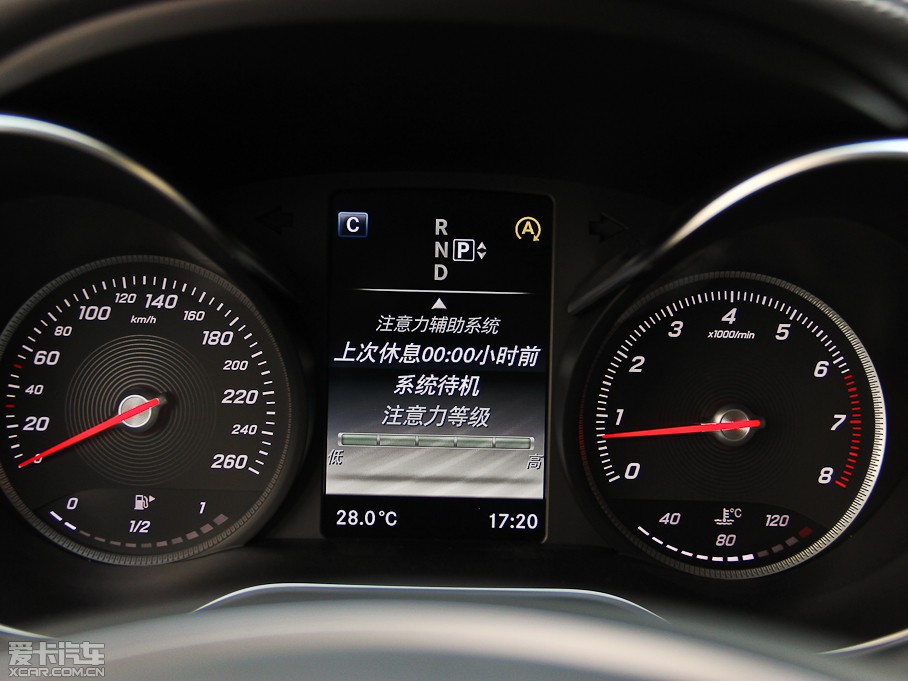 C
R
N P
D
A
注意力辅助系统
上次休息00:00小时前
系统待机
注意力等级
低 高
28.0°C 17:20
0 20 40 60 80 100 120 140 160 180 200 220 240 260
km/h
0 1/2 1
0 1 2 3 4 5 6 7 8
x1000/min
40 80 120
°C
爱卡汽车
XCAR.COM.CN